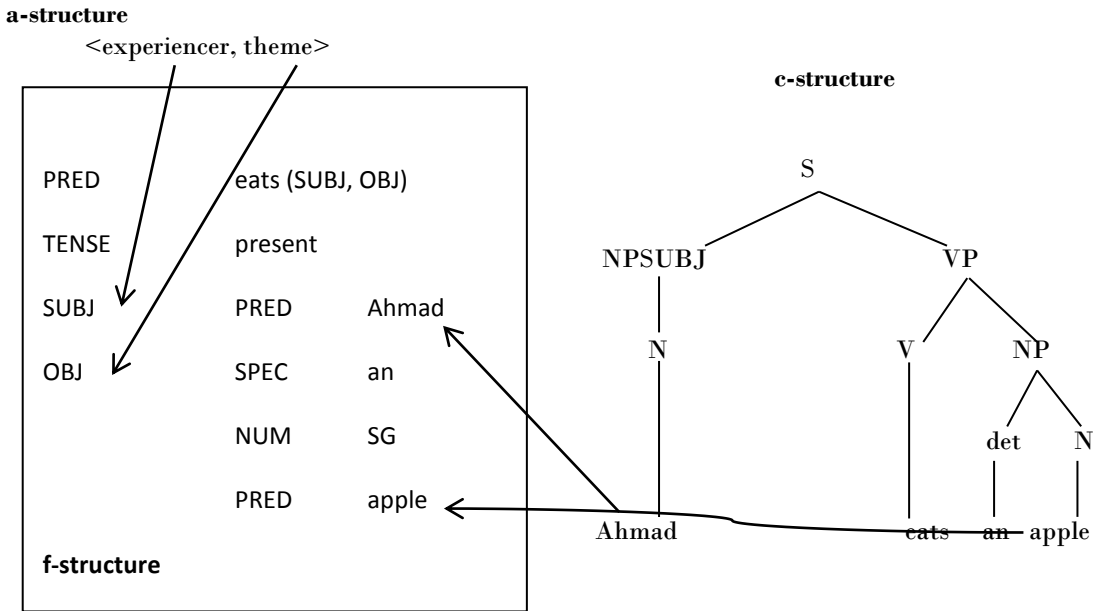 a-structure
<experiencer, theme>
c-structure
S
PRED eats (SUBJ, OBJ)
TENSE present
NPSUBJ VP
SUBJ PRED Ahmad
N V NP
OBJ SPEC an
NUM SG
det N
PRED apple
Ahmad eats an apple
f-structure